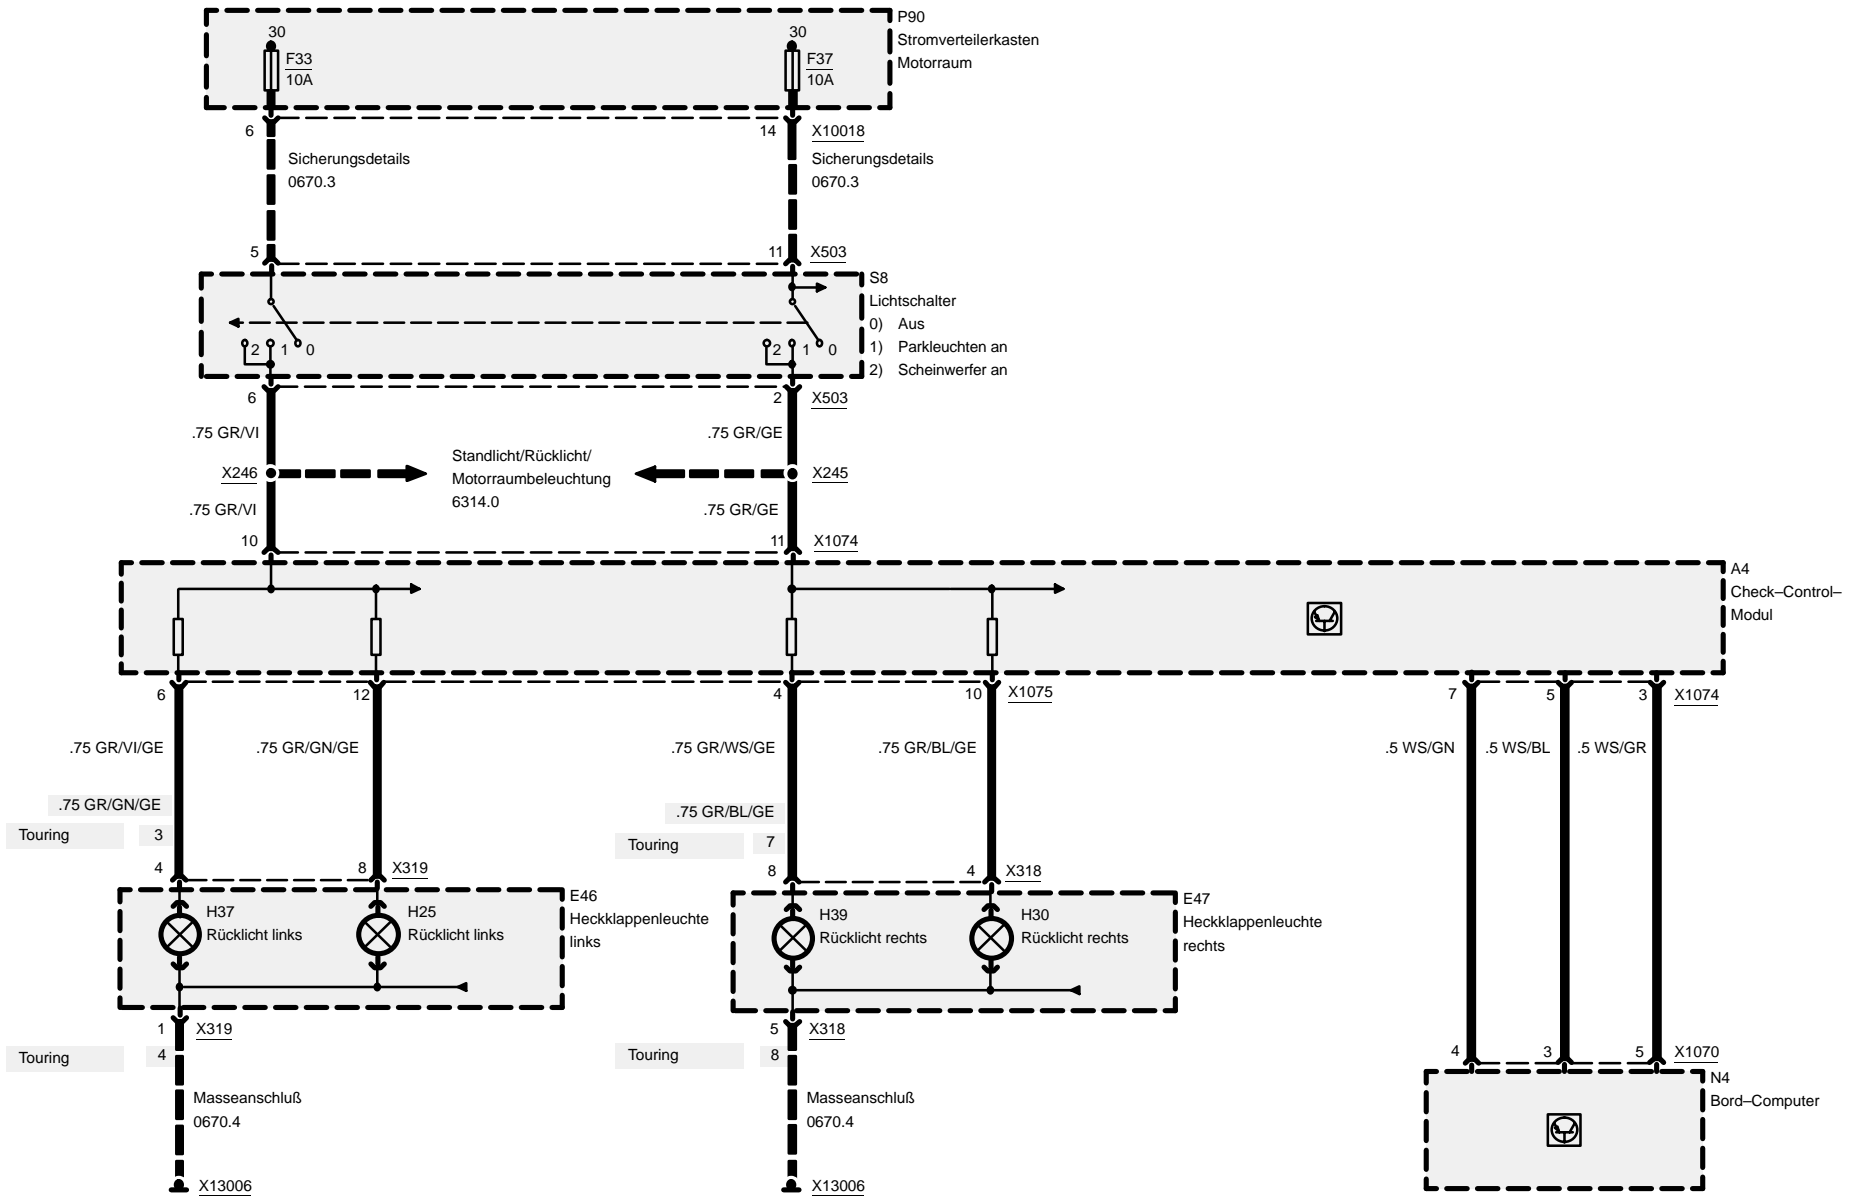 P90
Stromverteilerkasten
Motorraum
30
F33
10A
30
F37
10A
6
14
X10018
Sicherungsdetails
0670.3
Sicherungsdetails
0670.3
5
11
X503
S8
Lichtschalter
0) Aus
1) Parkleuchten an
2) Scheinwerfer an
2 1 0
2 1 0
6
2
X503
.75 GR/VI
.75 GR/GE
X246
Standlicht/Rücklicht/
Motorraumbeleuchtung
6314.0
X245
.75 GR/VI
.75 GR/GE
10
11
X1074
A4
Check–Control–
Modul
6
12
4
10
X1075
7
5
3
X1074
.75 GR/VI/GE
.75 GR/GN/GE
.75 GR/WS/GE
.75 GR/BL/GE
.5 WS/GN
.5 WS/BL
.5 WS/GR
.75 GR/GN/GE
Touring
3
.75 GR/BL/GE
Touring
7
4
8
X319
8
4
X318
E46
Heckklappenleuchte
links
H37
Rücklicht links
H25
Rücklicht links
E47
Heckklappenleuchte
rechts
H39
Rücklicht rechts
H30
Rücklicht rechts
1
X319
Touring
4
5
X318
Touring
8
4
3
5
X1070
N4
Bord–Computer
Masseanschluß
0670.4
Masseanschluß
0670.4
X13006
X13006